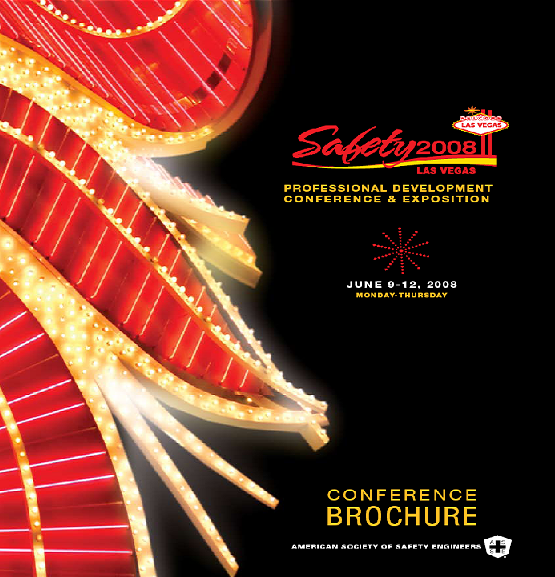 LAS VEGAS
Safety2008
LAS VEGAS
PROFESSIONAL DEVELOPMENT
CONFERENCE & EXPOSITION
JUNE 9-12, 2008
MONDAY-THURSDAY
CONFERENCE
BROCHURE
AMERICAN SOCIETY OF SAFETY ENGINEERS